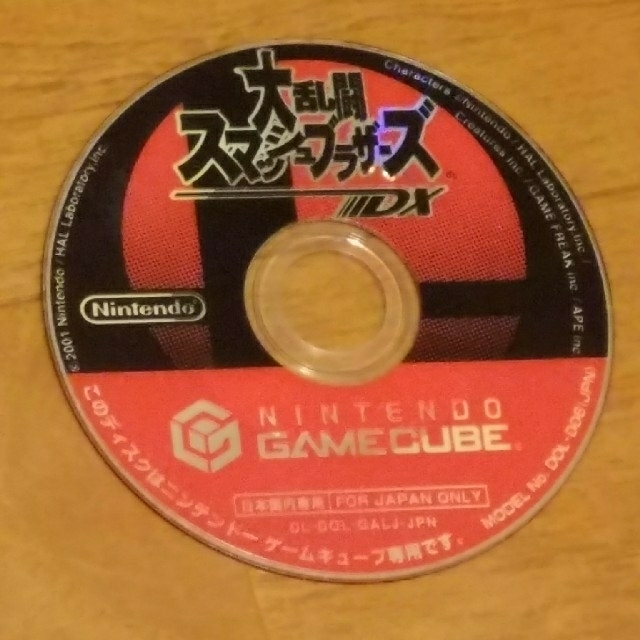 大乱闘
スマッシュブラザーズ
DX
Characters ©Nintendo / HAL Laboratory, Inc. /
Creatures inc. / GAME FREAK inc. / APE inc.
© 2001 Nintendo / HAL Laboratory, Inc.
Nintendo
NINTENDO
GAMECUBE
日本国内専用 FOR JAPAN ONLY
DL-DOL-GALJ-JPN
MODEL No. DOL-006(JPN)
このディスクはニンテンドー ゲームキューブ専用です。